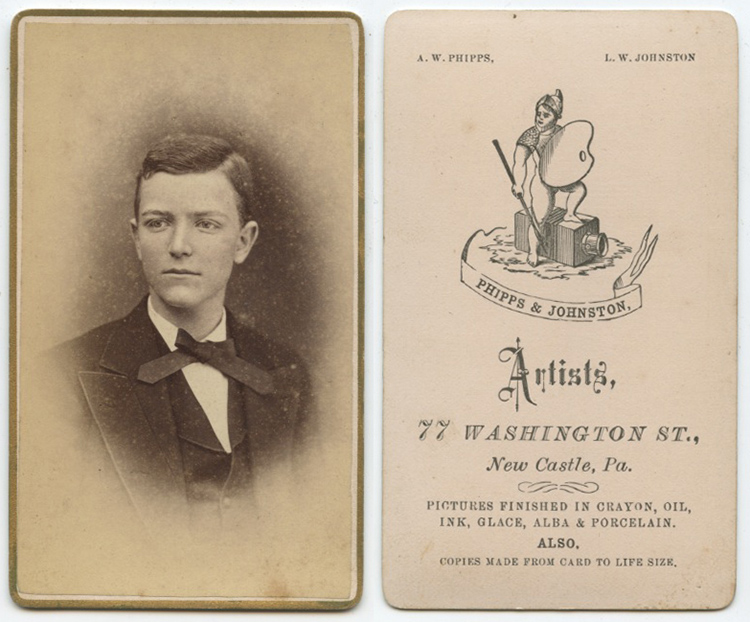 A. W. PHIPPS,
L. W. JOHNSTON
PHIPPS & JOHNSTON,
Artists,
77 WASHINGTON ST.,
New Castle, Pa.
PICTURES FINISHED IN CRAYON, OIL,
INK, GLACE, ALBA & PORCELAIN.
ALSO,
COPIES MADE FROM CARD TO LIFE SIZE.